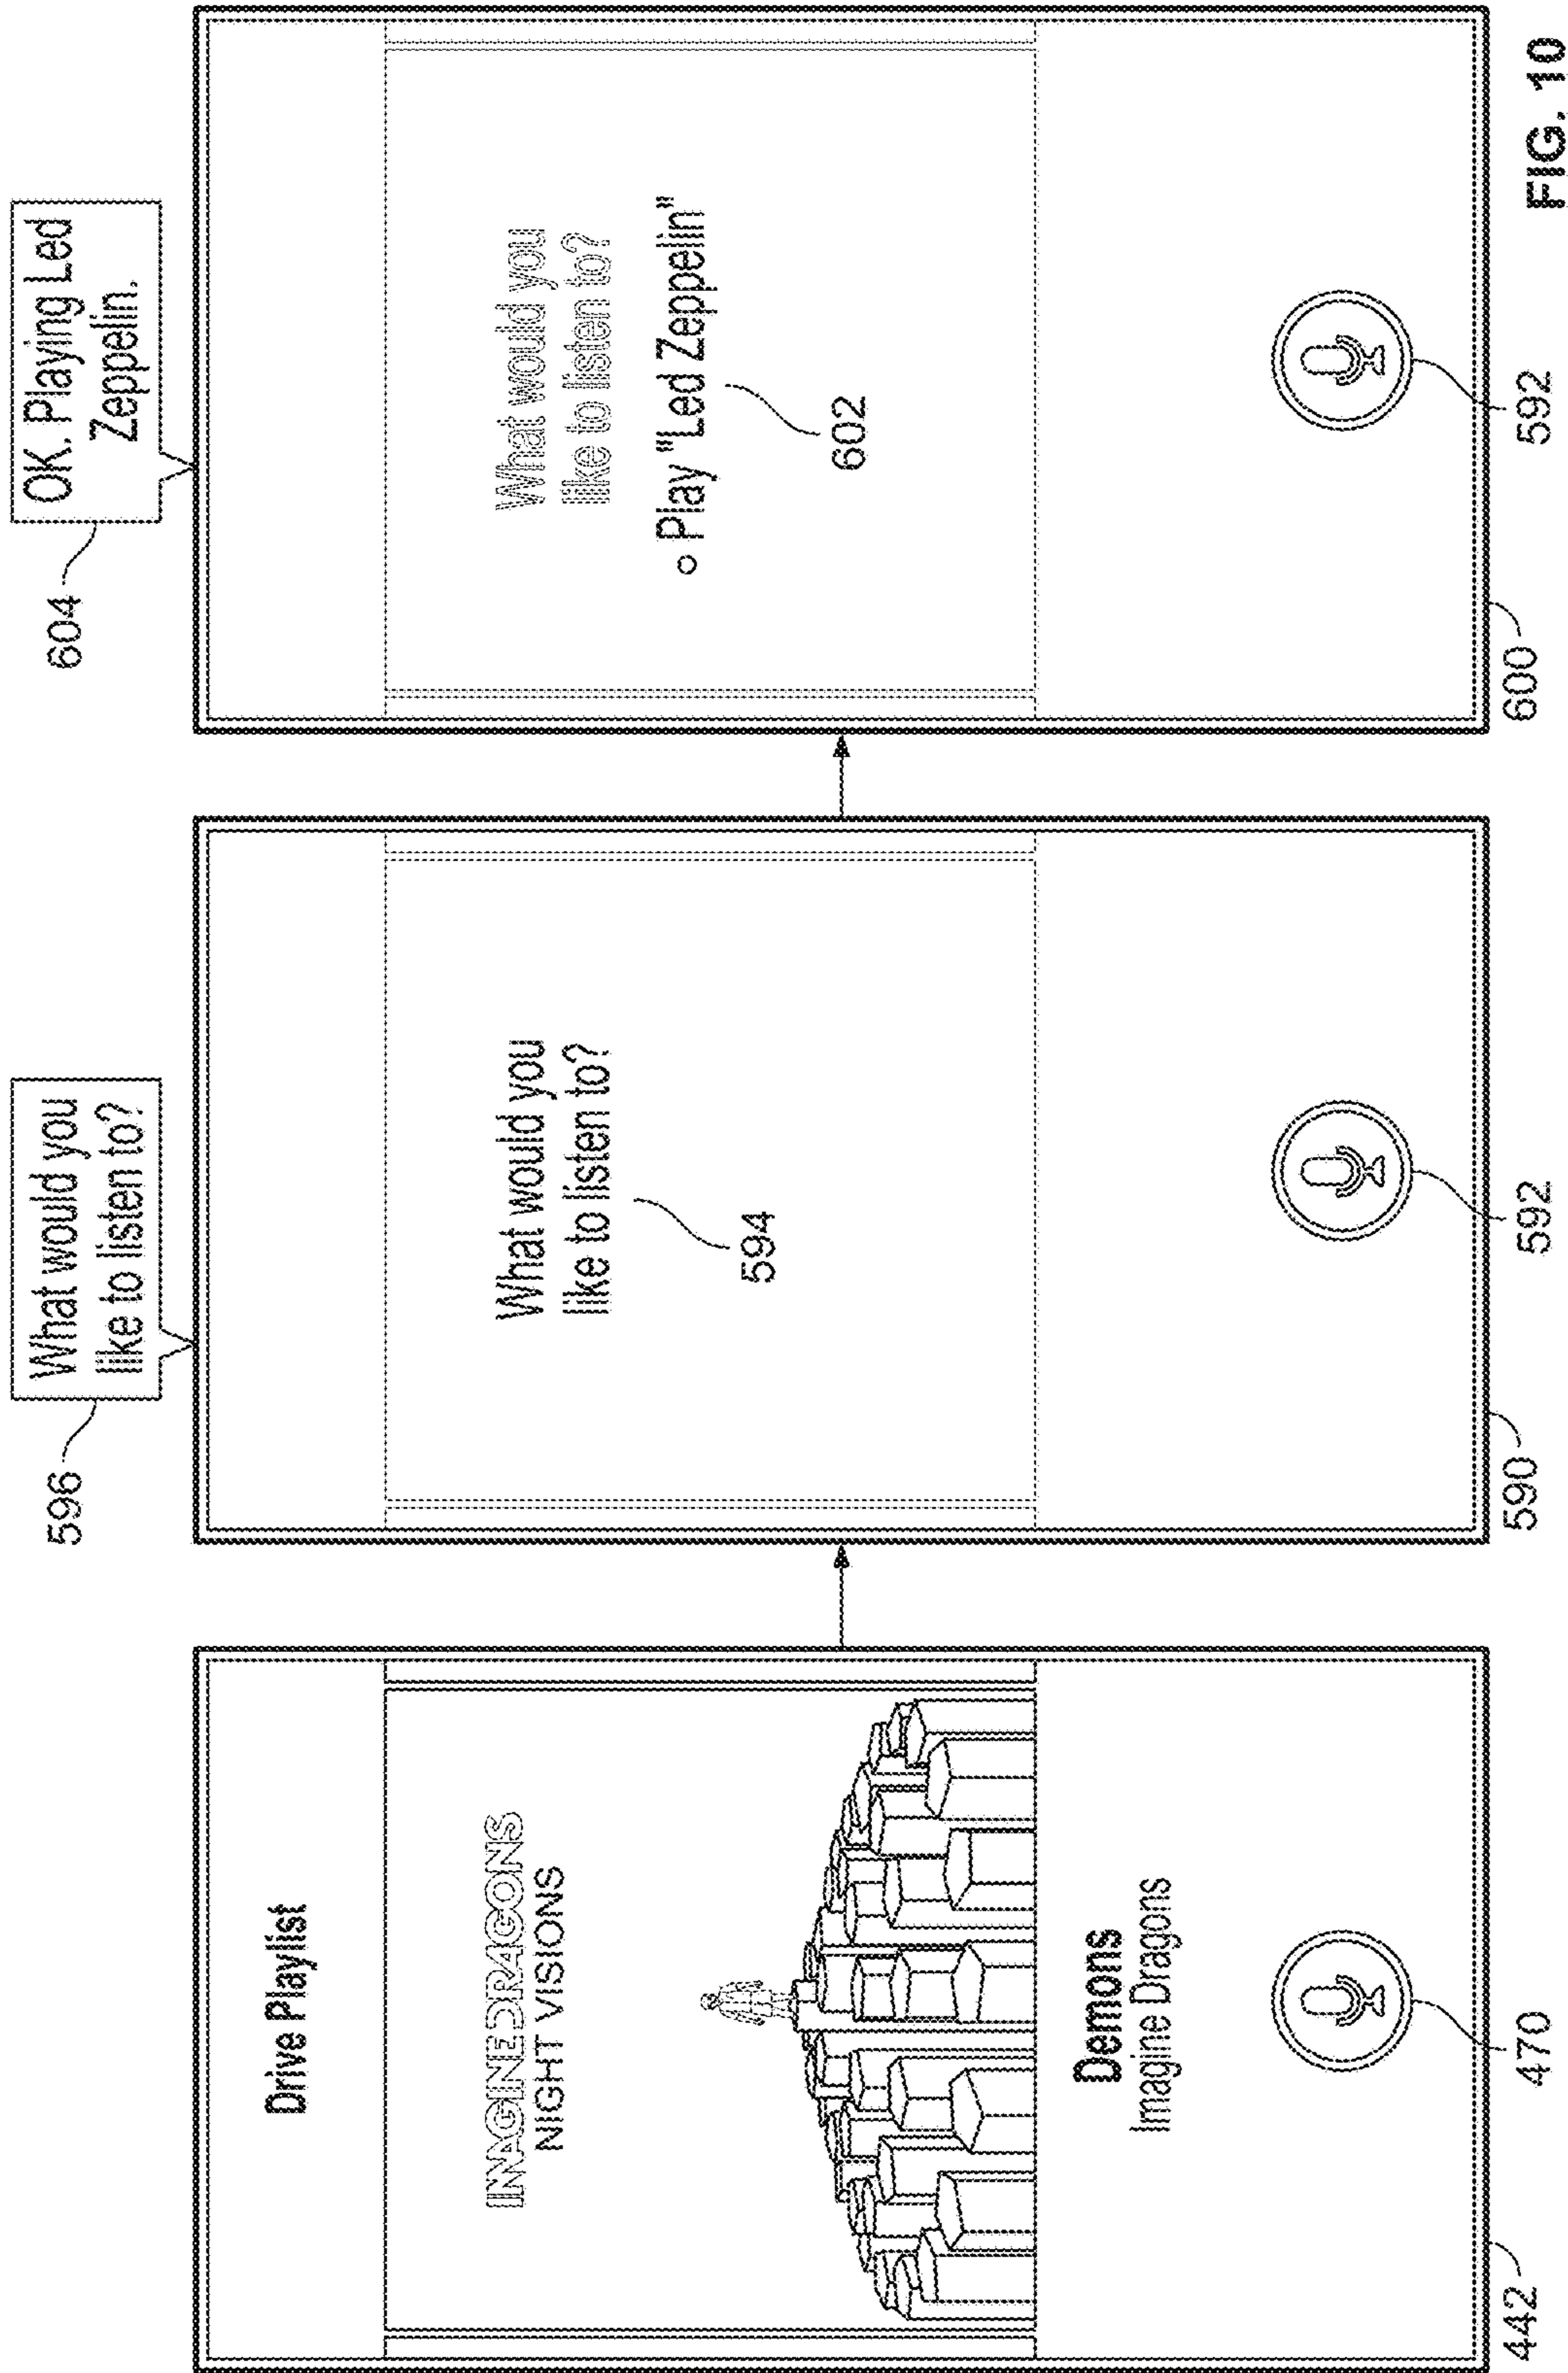 Drive Playlist
IMAGINE DRAGONS
NIGHT VISIONS
Demons
Imagine Dragons
470
442
596
What would you
like to listen to?
What would you
like to listen to?
594
592
590
604
OK. Playing Led
Zeppelin.
What would you
like to listen to?
○ Play "Led Zeppelin"
602
592
600
FIG. 10